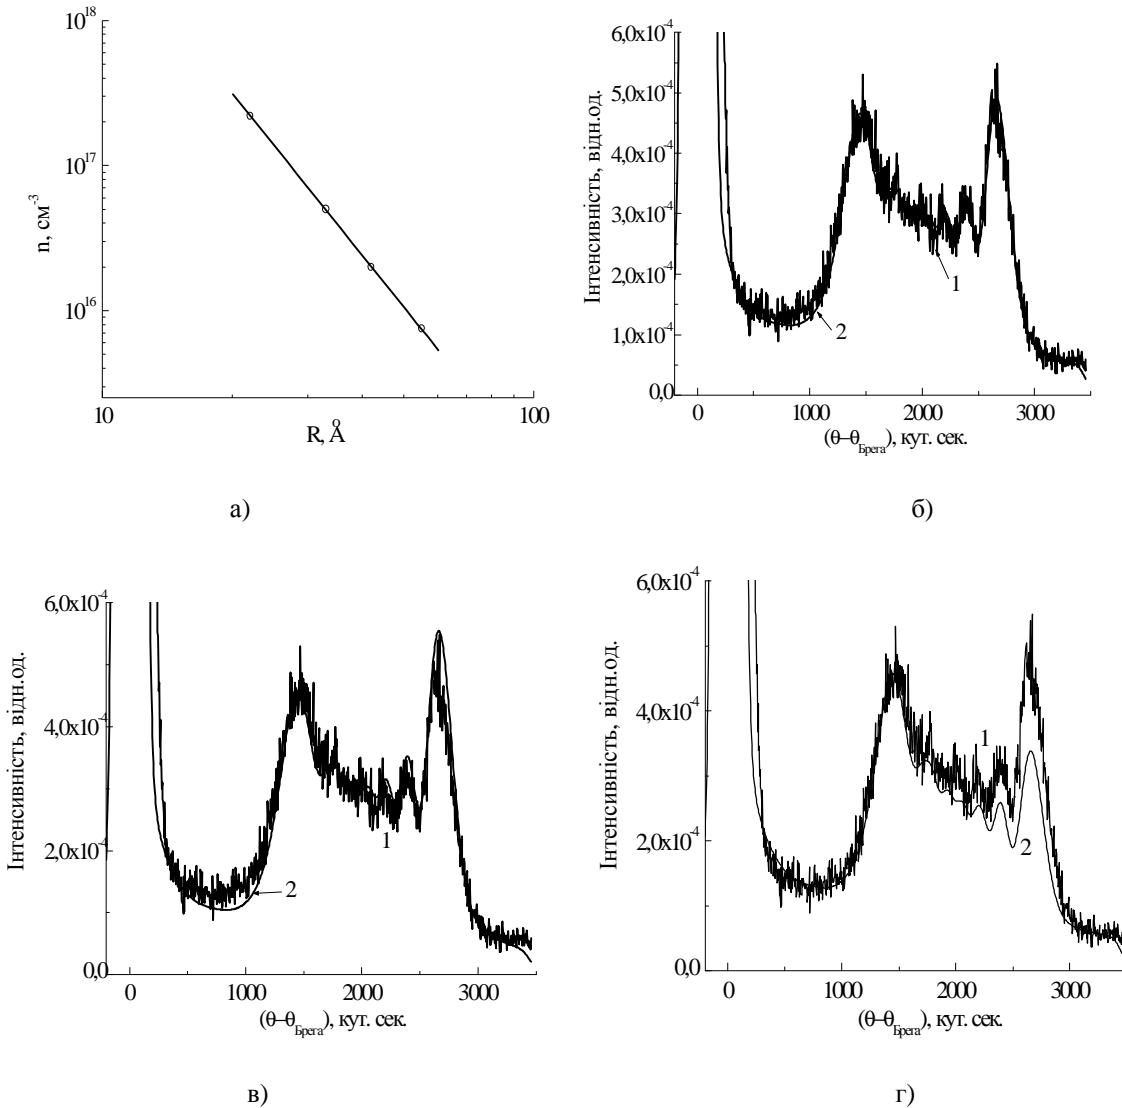 10^18
10^17
10^16
n, см^-3
10
100
R, Å
а)
6,0x10^-4
5,0x10^-4
4,0x10^-4
3,0x10^-4
2,0x10^-4
1,0x10^-4
0,0
Інтенсивність, відн.од.
1
2
0
1000
2000
3000
(θ–θ_Брега), кут. сек.
б)
6,0x10^-4
4,0x10^-4
2,0x10^-4
0,0
Інтенсивність, відн.од.
1
2
0
1000
2000
3000
(θ–θ_Брега), кут. сек.
в)
6,0x10^-4
4,0x10^-4
2,0x10^-4
0,0
Інтенсивність, відн.од.
1
2
0
1000
2000
3000
(θ–θ_Брега), кут. сек.
г)